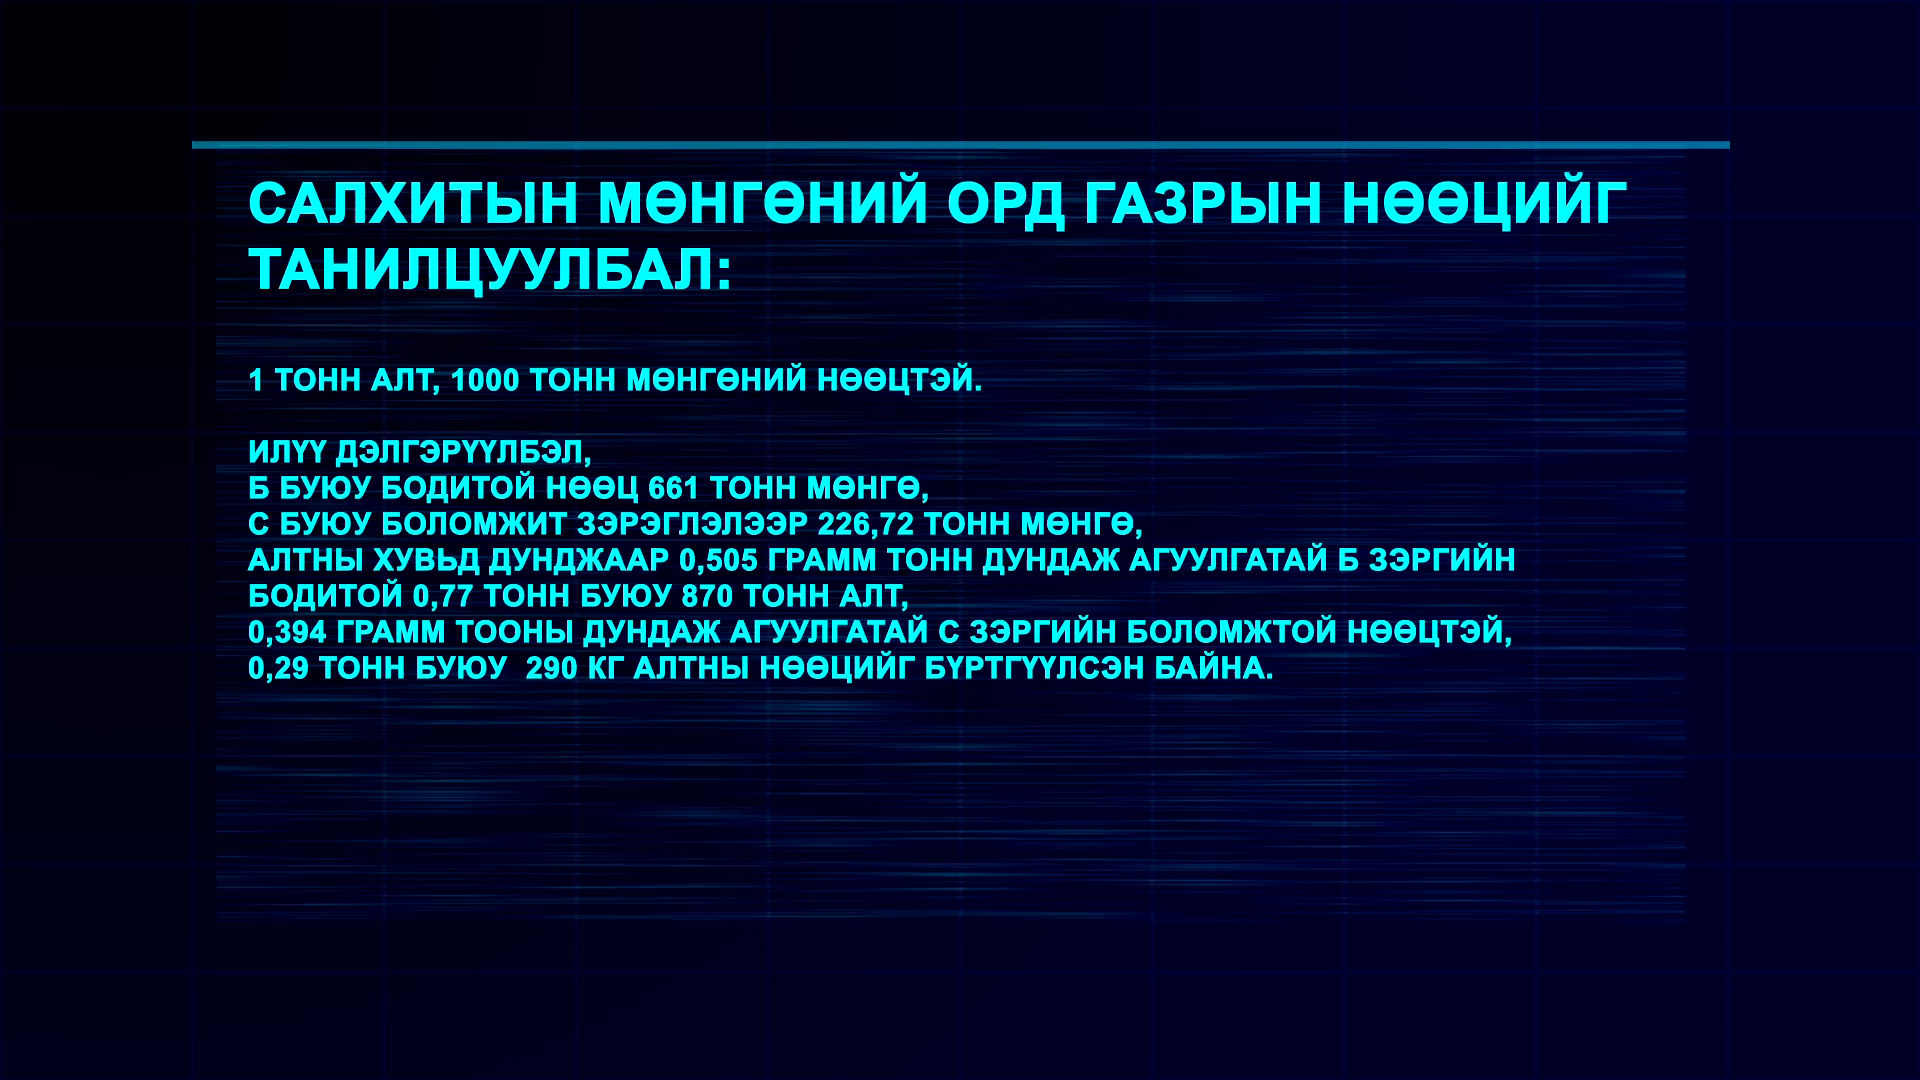 САЛХИТЫН МӨНГӨНИЙ ОРД ГАЗРЫН НӨӨЦИЙГ
ТАНИЛЦУУЛБАЛ:
1 ТОНН АЛТ, 1000 ТОНН МӨНГӨНИЙ НӨӨЦТЭЙ.
ИЛҮҮ ДЭЛГЭРҮҮЛБЭЛ,
Б БУЮУ БОДИТОЙ НӨӨЦ 661 ТОНН МӨНГӨ,
С БУЮУ БОЛОМЖИТ ЗЭРЭГЛЭЛЭЭР 226,72 ТОНН МӨНГӨ,
АЛТНЫ ХУВЬД ДУНДЖААР 0,505 ГРАММ ТОНН ДУНДАЖ АГУУЛГАТАЙ Б ЗЭРГИЙН
БОДИТОЙ 0,77 ТОНН БУЮУ 870 ТОНН АЛТ,
0,394 ГРАММ ТООНЫ ДУНДАЖ АГУУЛГАТАЙ С ЗЭРГИЙН БОЛОМЖТОЙ НӨӨЦТЭЙ,
0,29 ТОНН БУЮУ  290 КГ АЛТНЫ НӨӨЦИЙГ БҮРТГҮҮЛСЭН БАЙНА.